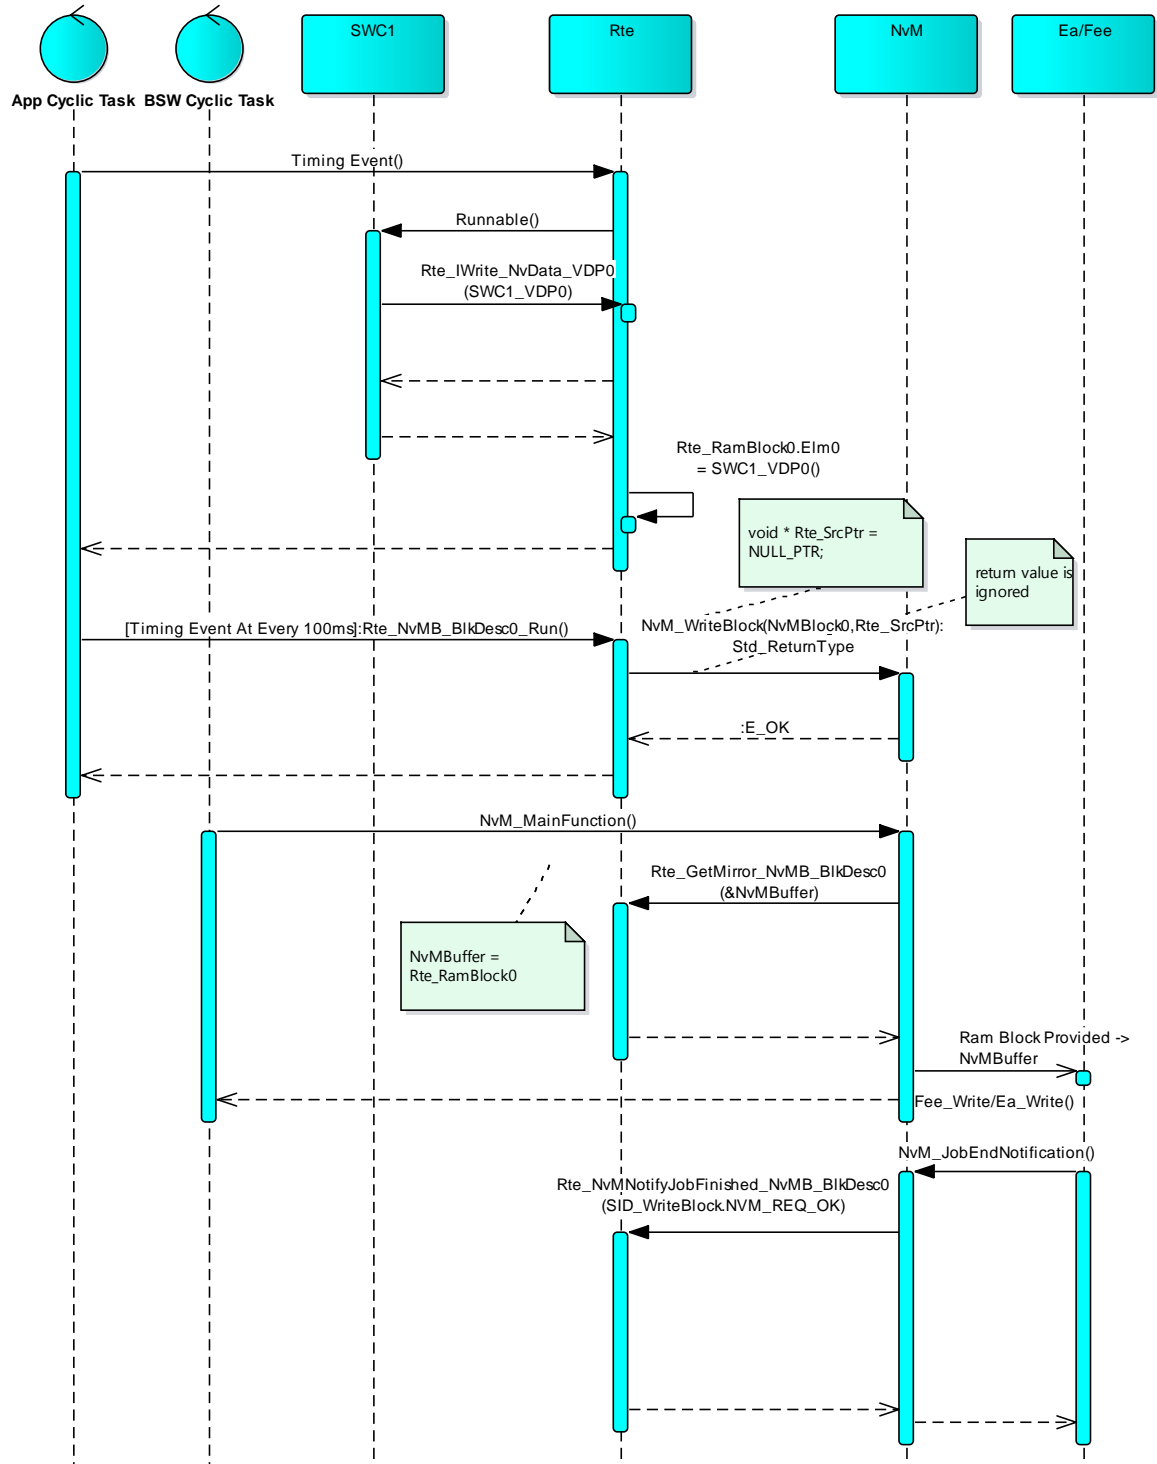 SWC1
Rte
NvM
Ea/Fee
App Cyclic Task
BSW Cyclic Task
Timing Event()
Runnable()
Rte_IWrite_NvData_VDP0
(SWC1_VDP0)
Rte_RamBlock0.Elm0
= SWC1_VDP0()
void * Rte_SrcPtr =
NULL_PTR;
return value is
ignored
[Timing Event At Every 100ms]:Rte_NvMB_BlkDesc0_Run()
NvM_WriteBlock(NvMBlock0,Rte_SrcPtr):
Std_ReturnType
:E_OK
NvM_MainFunction()
Rte_GetMirror_NvMB_BlkDesc0
(&NvMBuffer)
NvMBuffer =
Rte_RamBlock0
Ram Block Provided ->
NvMBuffer
Fee_Write/Ea_Write()
NvM_JobEndNotification()
Rte_NvMNotifyJobFinished_NvMB_BlkDesc0
(SID_WriteBlock.NVM_REQ_OK)